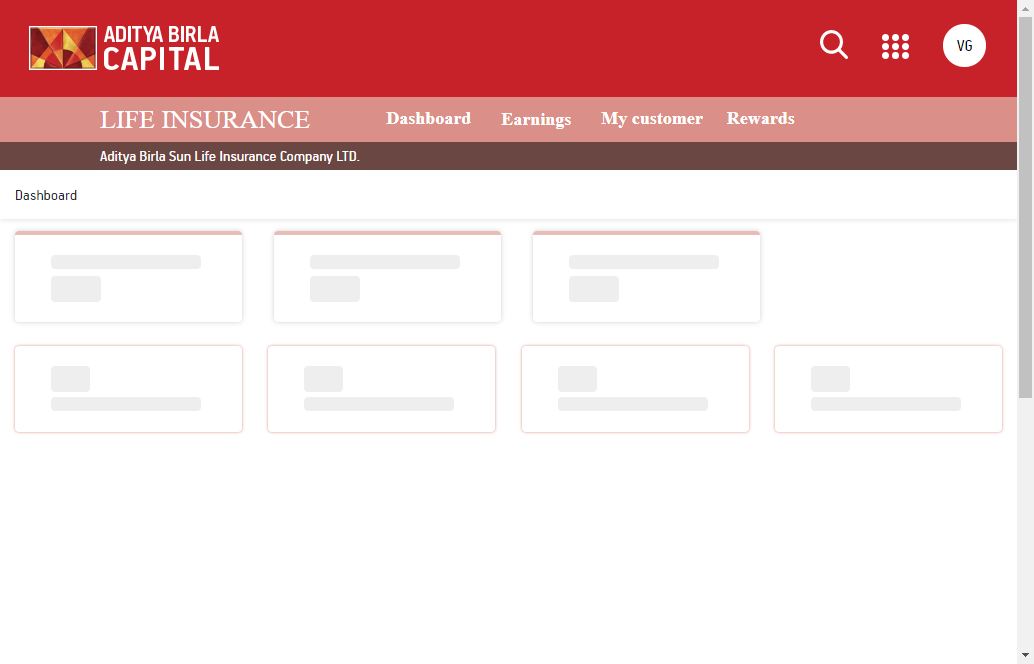 ADITYA BIRLA
CAPITAL
VG
LIFE INSURANCE
Dashboard
Earnings
My customer
Rewards
Aditya Birla Sun Life Insurance Company LTD.
Dashboard